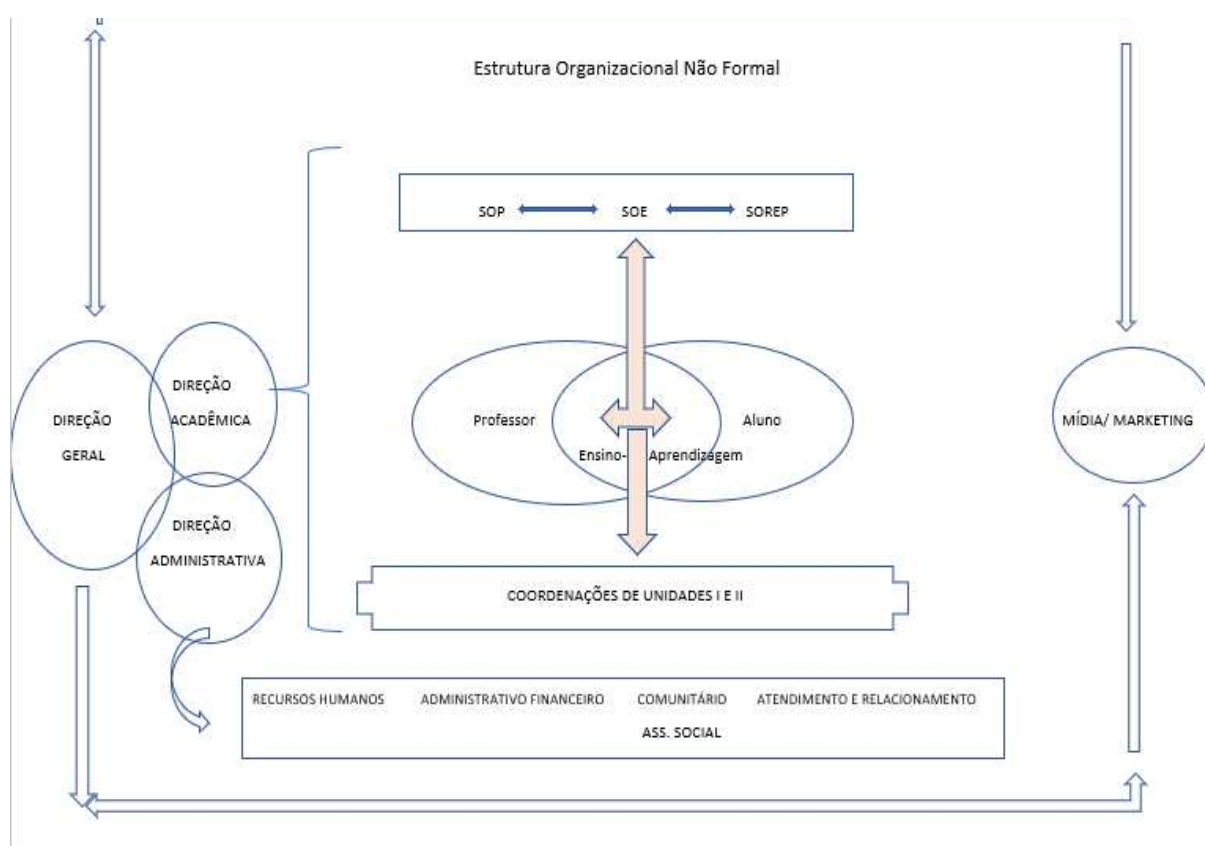 Estrutura Organizacional Não Formal
SOP SOE SOREP
DIREÇÃO
GERAL
DIREÇÃO
ACADÊMICA
DIREÇÃO
ADMINISTRATIVA
Professor
Aluno
Ensino- Aprendizagem
MÍDIA/ MARKETING
COORDENAÇÕES DE UNIDADES I E II
RECURSOS HUMANOS ADMINISTRATIVO FINANCEIRO COMUNITÁRIO ATENDIMENTO E RELACIONAMENTO
ASS. SOCIAL